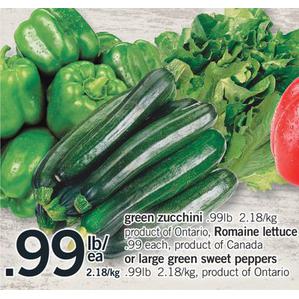 green zucchini .99lb 2.18/kg
product of Ontario, Romaine lettuce
.99 each, product of Canada
or large green sweet peppers
.99lb 2.18/kg, product of Ontario
.99 lb/
ea
2.18/kg